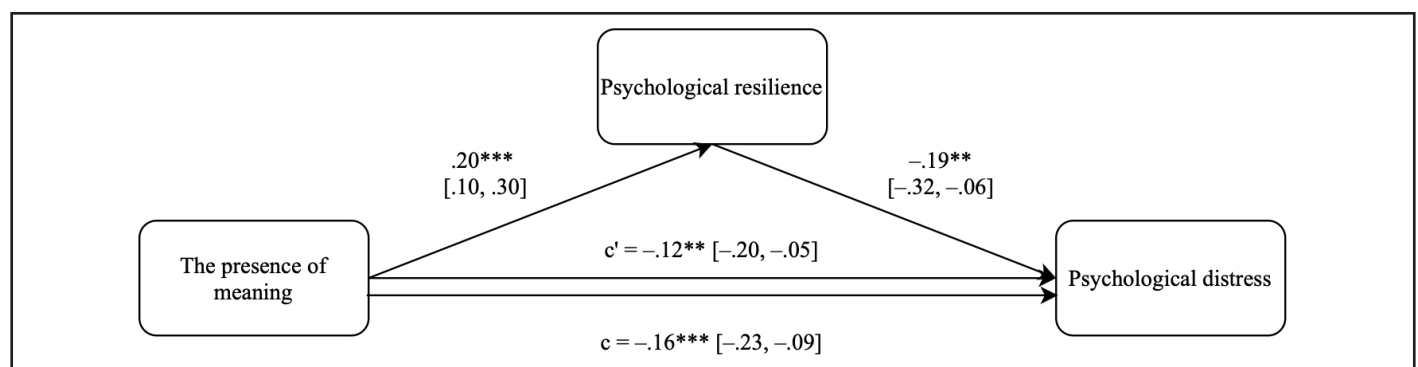 Psychological resilience
.20***
[.10, .30]
–.19**
[–.32, –.06]
The presence of
meaning
c' = –.12** [–.20, –.05]
Psychological distress
c = –.16*** [–.23, –.09]